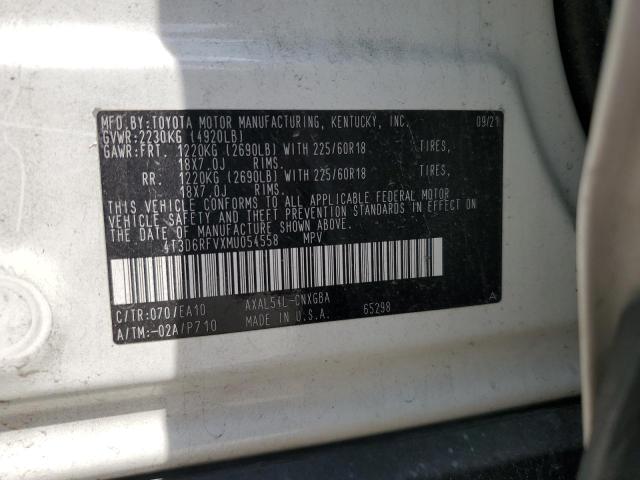 MFD.BY:TOYOTA MOTOR MANUFACTURING, KENTUCKY, INC. 09/21
GVWR:2230KG (4920LB)
GAWR:FRT. 1220KG (2690LB) WITH 225/60R18 TIRES,
18X7.0J RIMS
RR. 1220KG (2690LB) WITH 225/60R18 TIRES,
18X7.0J RIMS
THIS VEHICLE CONFORMS TO ALL APPLICABLE FEDERAL MOTOR
VEHICLE SAFETY AND THEFT PREVENTION STANDARDS IN EFFECT ON
THE DATE OF MANUFACTURE SHOWN ABOVE.
4T3D6RFVXMU054558 MPV
C/TR:070/EA10 AXAL54L-CNXGBA
A/TM:-02A/P710 MADE IN U.S.A. 65298 A